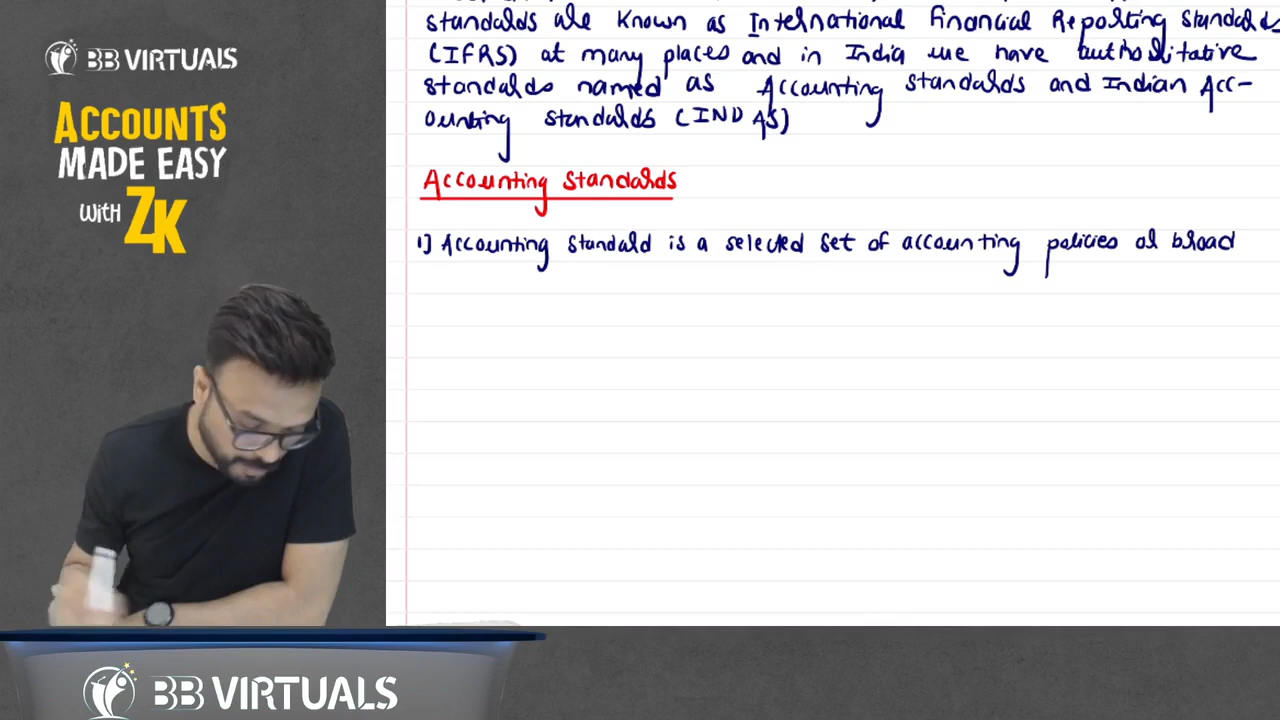 BB VIRTUALS
ACCOUNTS
MADE EASY
WITH ZK
standards are known as International Financial Reporting Standards
(IFRS) at many places and in India we have authoritative
standards named as Accounting standards and Indian Acc-
ounting standards (IND AS)
Accounting Standards
1] Accounting Standard is a selected set of accounting policies or broad
BB VIRTUALS